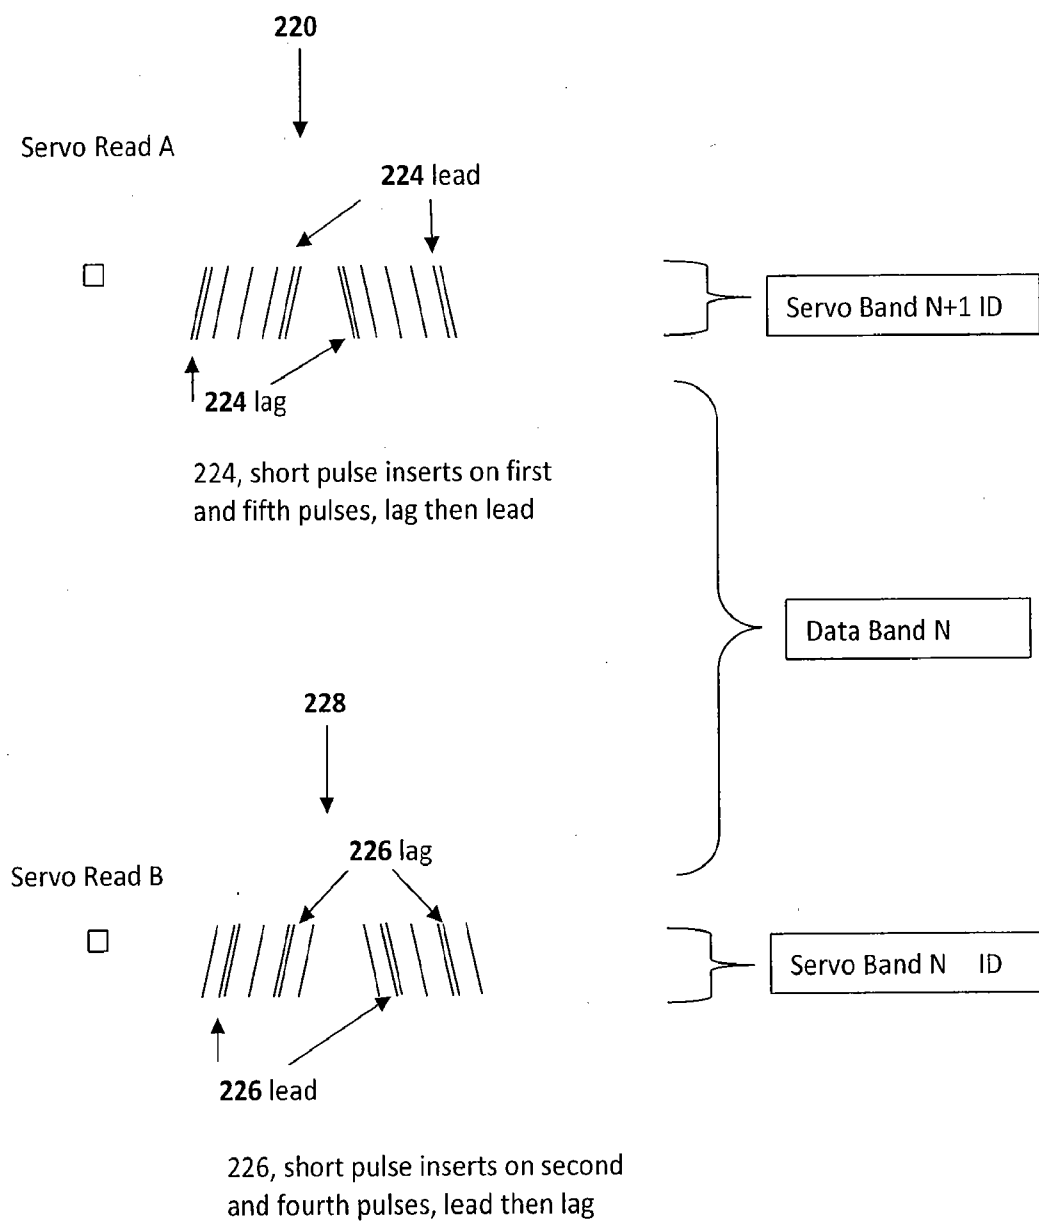 220
Servo Read A
224 lead
Servo Band N+1 ID
224 lag
224, short pulse inserts on first
and fifth pulses, lag then lead
Data Band N
228
226 lag
Servo Read B
Servo Band N ID
226 lead
226, short pulse inserts on second
and fourth pulses, lead then lag